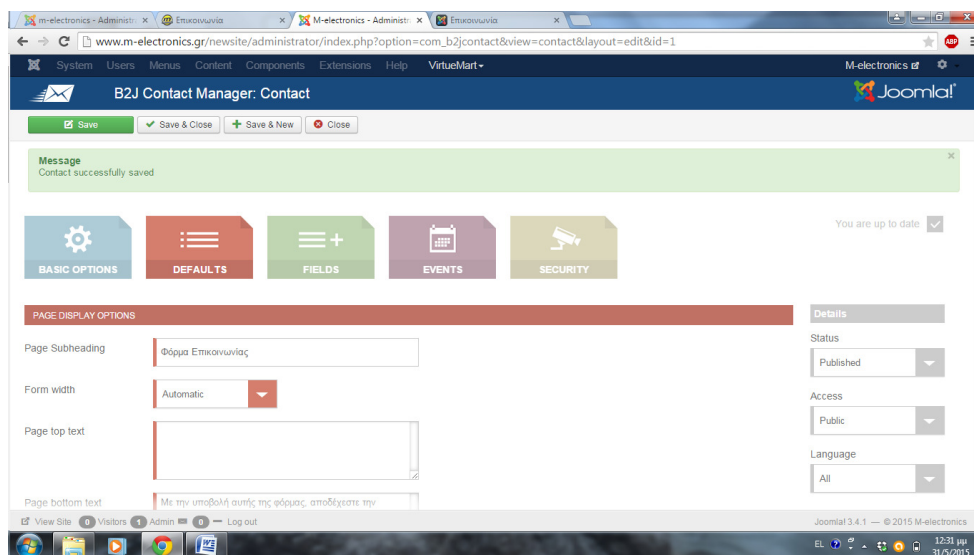 m-electronics - Administra
Επικοινωνία
M-electronics - Administra
Επικοινωνία
www.m-electronics.gr/newsite/administrator/index.php?option=com_b2jcontact&view=contact&layout=edit&id=1
ABP
System Users Menus Content Components Extensions Help VirtueMart
M-electronics
B2J Contact Manager: Contact
Joomla!
Save
Save & Close
Save & New
Close
Message
Contact successfully saved
You are up to date
BASIC OPTIONS
DEFAULTS
FIELDS
EVENTS
SECURITY
PAGE DISPLAY OPTIONS
Details
Page Subheading
Φόρμα Επικοινωνίας
Status
Published
Form width
Automatic
Access
Public
Page top text
Language
All
Page bottom text
Με την υποβολή αυτής της φόρμας, αποδέχεστε την
View Site 0 Visitors 1 Admin 0 Log out
Joomla! 3.4.1 — © 2015 M-electronics
EL
12:31 μμ
31/5/2015